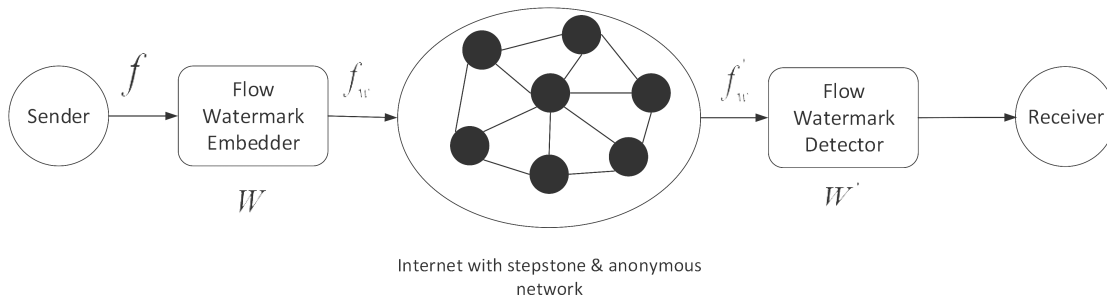 Sender
f
Flow
Watermark
Embedder
W
f_w
Internet with stepstone & anonymous
network
f'_w
Flow
Watermark
Detector
W'
Receiver